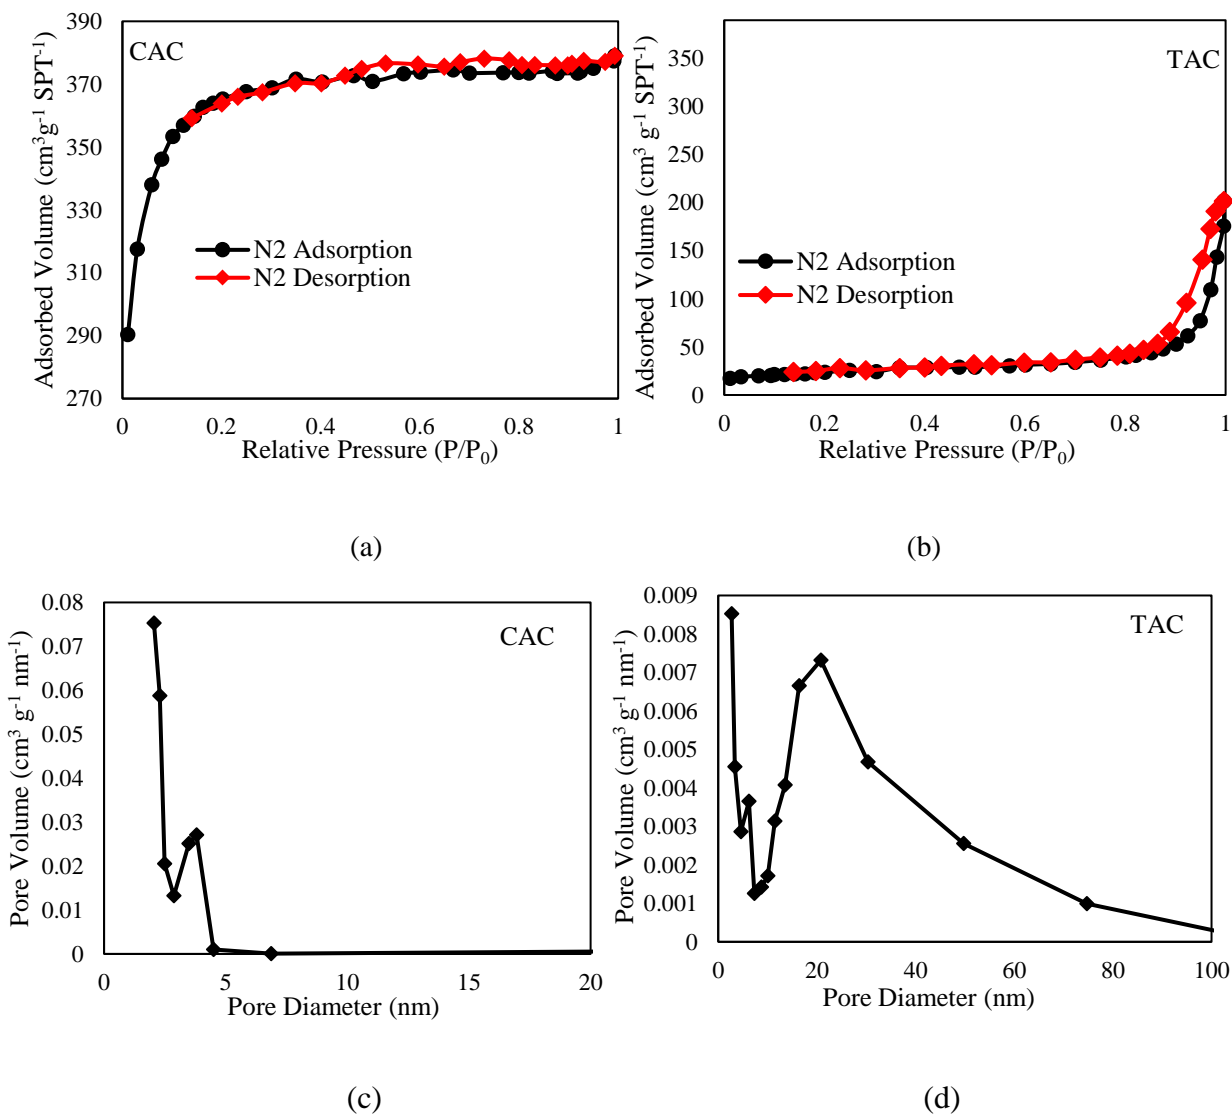 CAC
390
370
350
330
310
290
270
0
0.2
0.4
0.6
0.8
1
Adsorbed Volume (cm³g⁻¹ SPT⁻¹)
Relative Pressure (P/P₀)
N2 Adsorption
N2 Desorption
(a)
TAC
350
300
250
200
150
100
50
0
0
0.2
0.4
0.6
0.8
1
Adsorbed Volume (cm³ g⁻¹ SPT⁻¹)
Relative Pressure (P/P₀)
N2 Adsorption
N2 Desorption
(b)
CAC
0.08
0.07
0.06
0.05
0.04
0.03
0.02
0.01
0
0
5
10
15
20
Pore Volume (cm³ g⁻¹ nm⁻¹)
Pore Diameter (nm)
(c)
TAC
0.009
0.008
0.007
0.006
0.005
0.004
0.003
0.002
0.001
0
0
20
40
60
80
100
Pore Volume (cm³ g⁻¹ nm⁻¹)
Pore Diameter (nm)
(d)